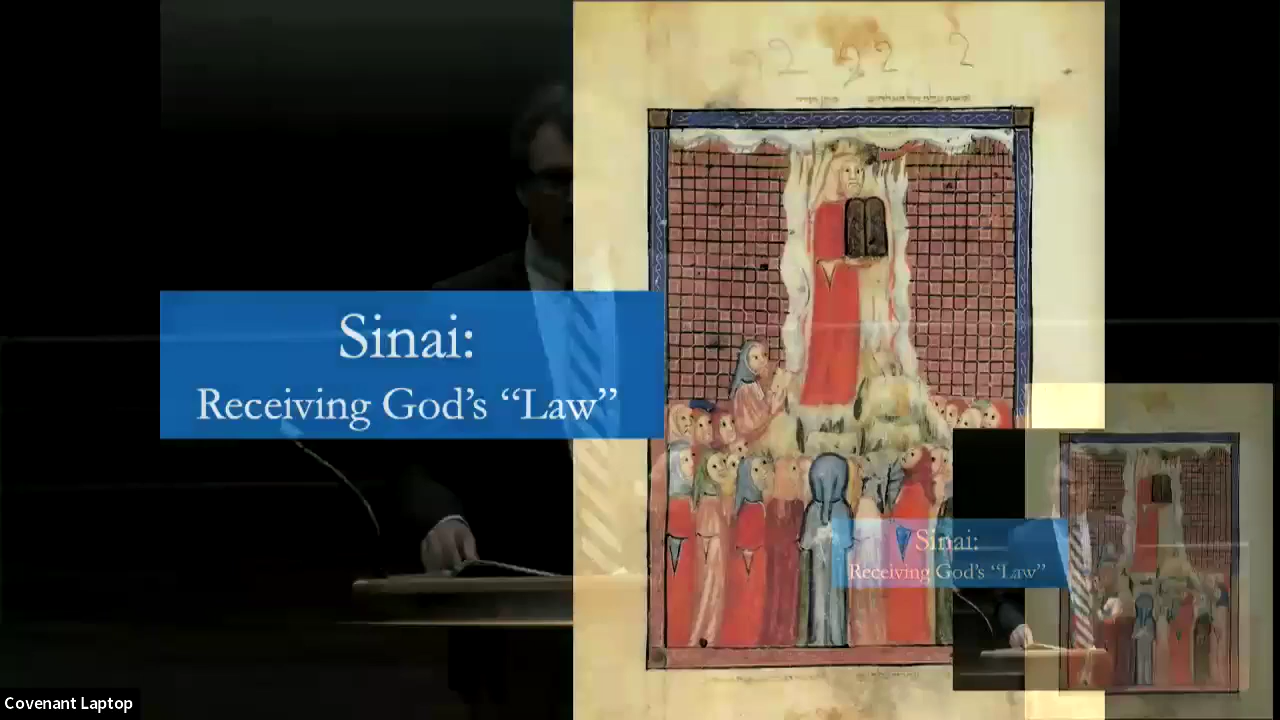 Sinai:
Receiving God’s “Law”
Sinai:
Receiving God’s “Law”
Covenant Laptop